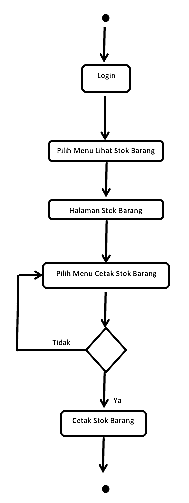 Login
Pilih Menu Lihat Stok Barang
Halaman Stok Barang
Pilih Menu Cetak Stok Barang
Tidak
Ya
Cetak Stok Barang